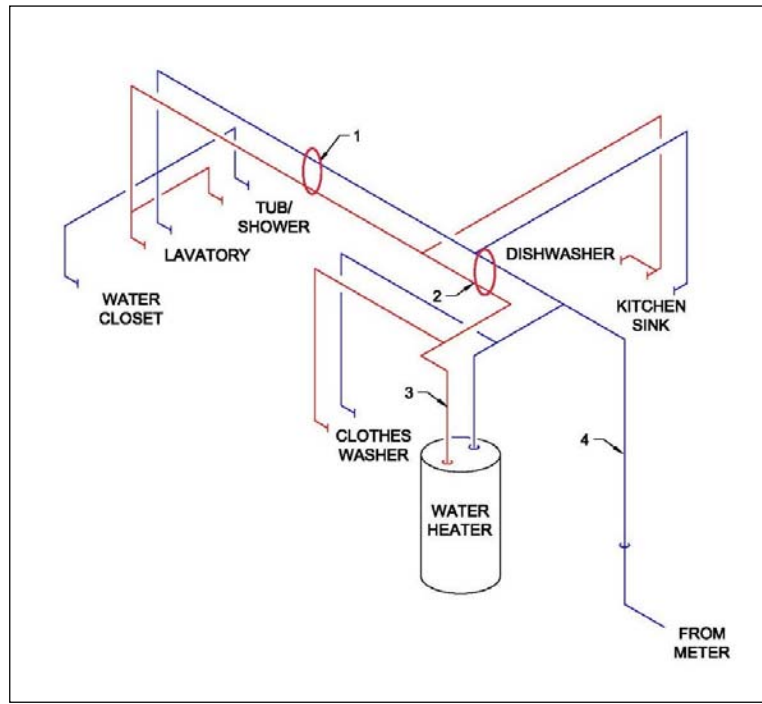 1
TUB/
SHOWER
LAVATORY
WATER
CLOSET
DISHWASHER
2
KITCHEN
SINK
3
CLOTHES
WASHER
4
WATER
HEATER
FROM
METER